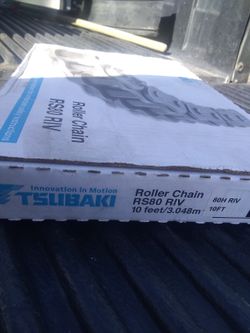 Roller Chain
RS80 RIV
Innovation in Motion
TSUBAKI
Roller Chain
RS80 RIV
10 feet/3.048m
80H RIV
10FT